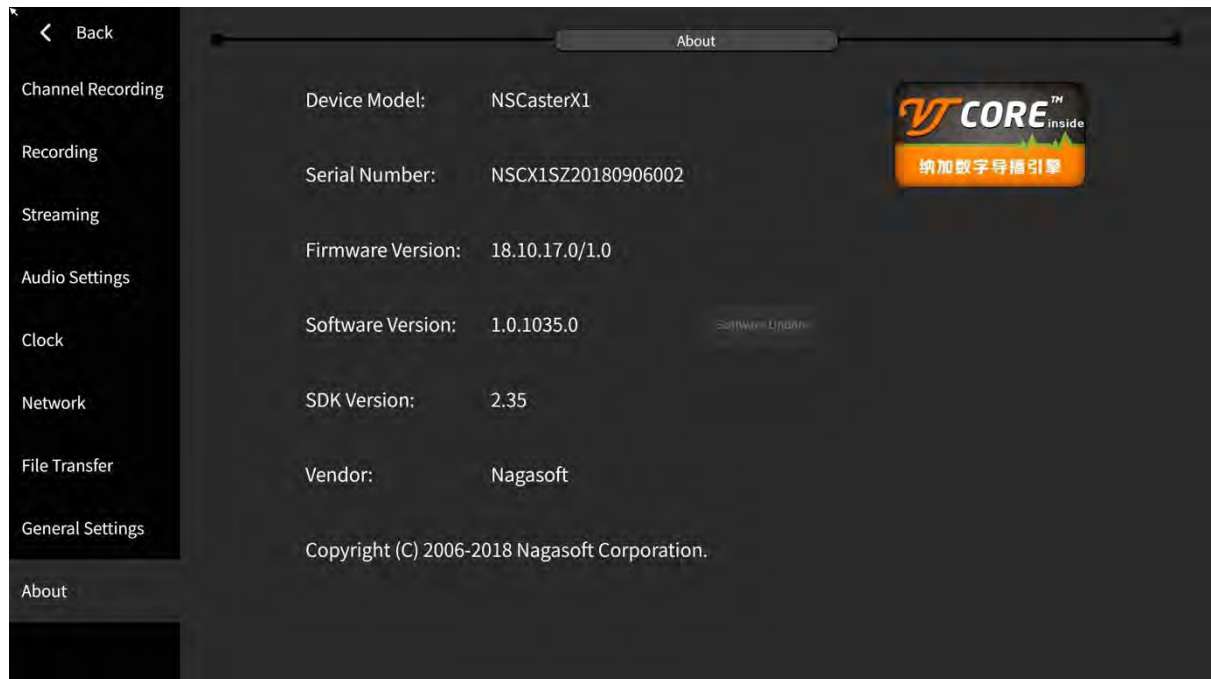 Back
About
Channel Recording
Recording
Streaming
Audio Settings
Clock
Network
File Transfer
General Settings
About
Device Model: NSCasterX1
Serial Number: NSCX1SZ20180906002
Firmware Version: 18.10.17.0/1.0
Software Version: 1.0.1035.0
SDK Version: 2.35
Vendor: Nagasoft
Copyright (C) 2006-2018 Nagasoft Corporation.
VJ CORE™
inside
纳加数字导播引擎